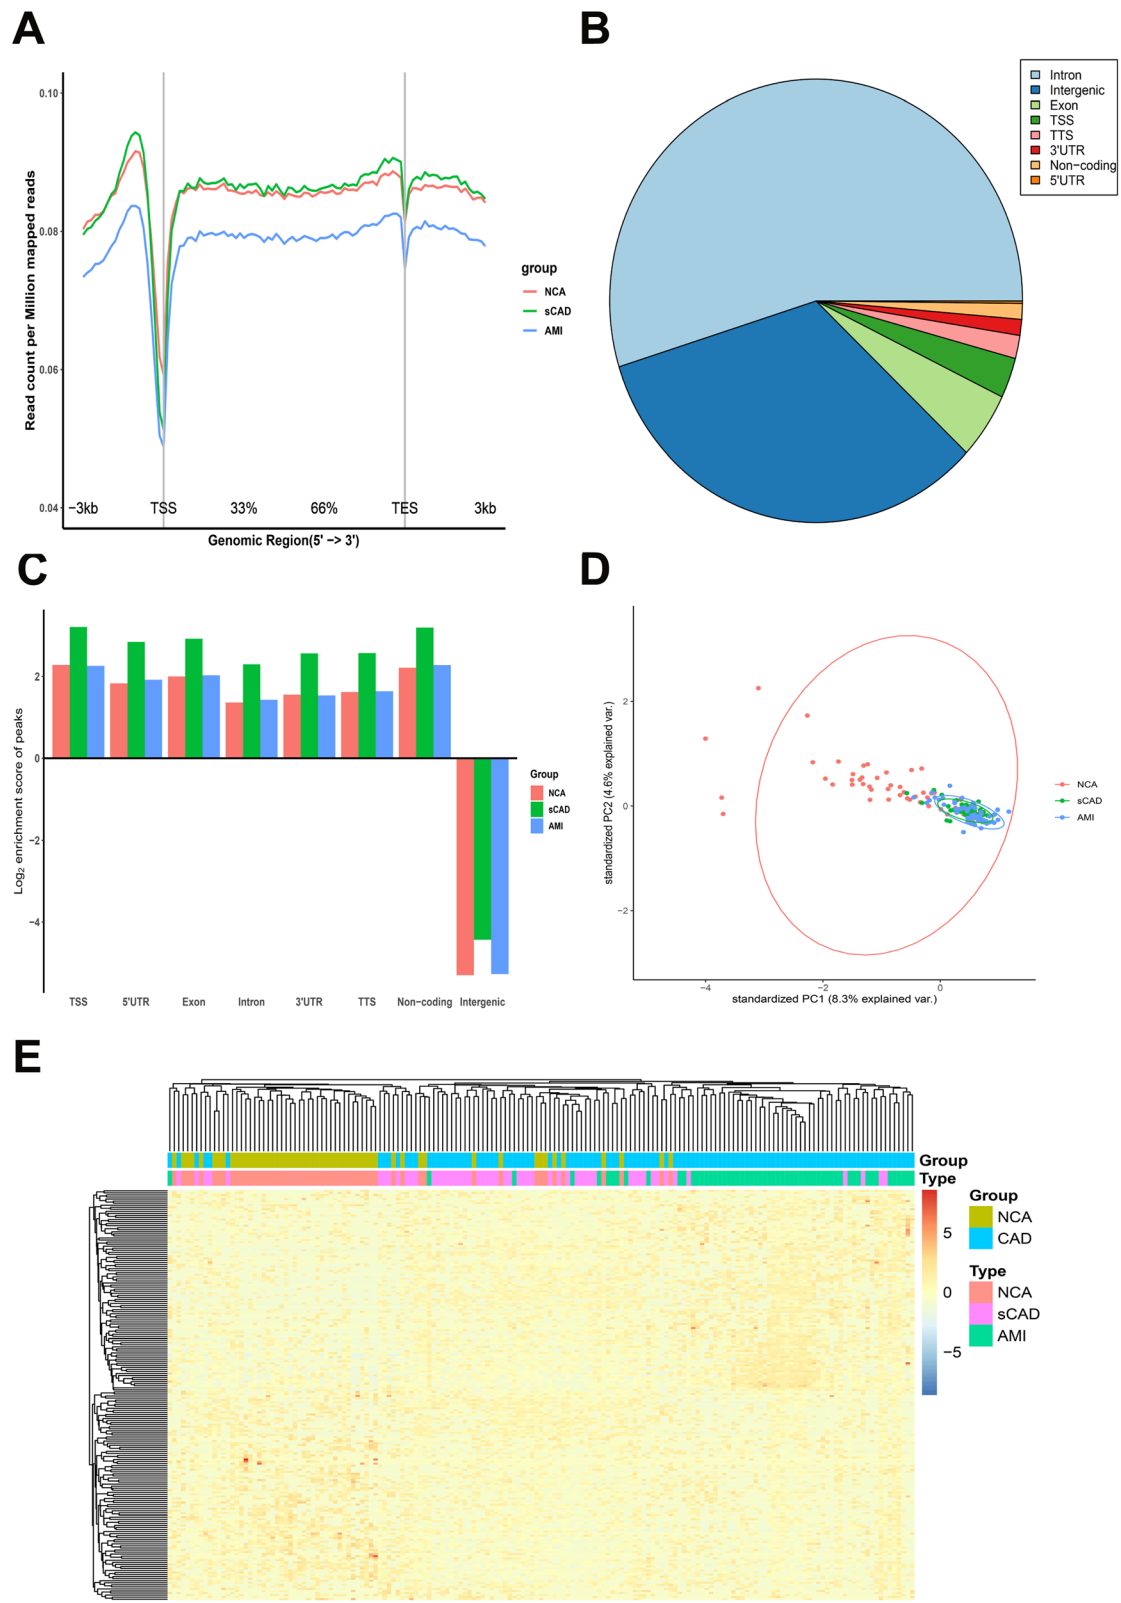 A
0.10
0.08
0.06
0.04
Read count per Million mapped reads
−3kb TSS 33% 66% TES 3kb
Genomic Region(5' −> 3')
group
NCA
sCAD
AMI
B
Intron
Intergenic
Exon
TSS
TTS
3'UTR
Non−coding
5'UTR
C
2
0
−2
−4
Log2 enrichment score of peaks
TSS 5'UTR Exon Intron 3'UTR TTS Non−coding Intergenic
Group
NCA
sCAD
AMI
D
2
0
−2
standardized PC2 (4.6% explained var.)
−4 −2 0
standardized PC1 (8.3% explained var.)
NCA
sCAD
AMI
E
Group
Type
5
0
−5
Group
NCA
CAD
Type
NCA
sCAD
AMI